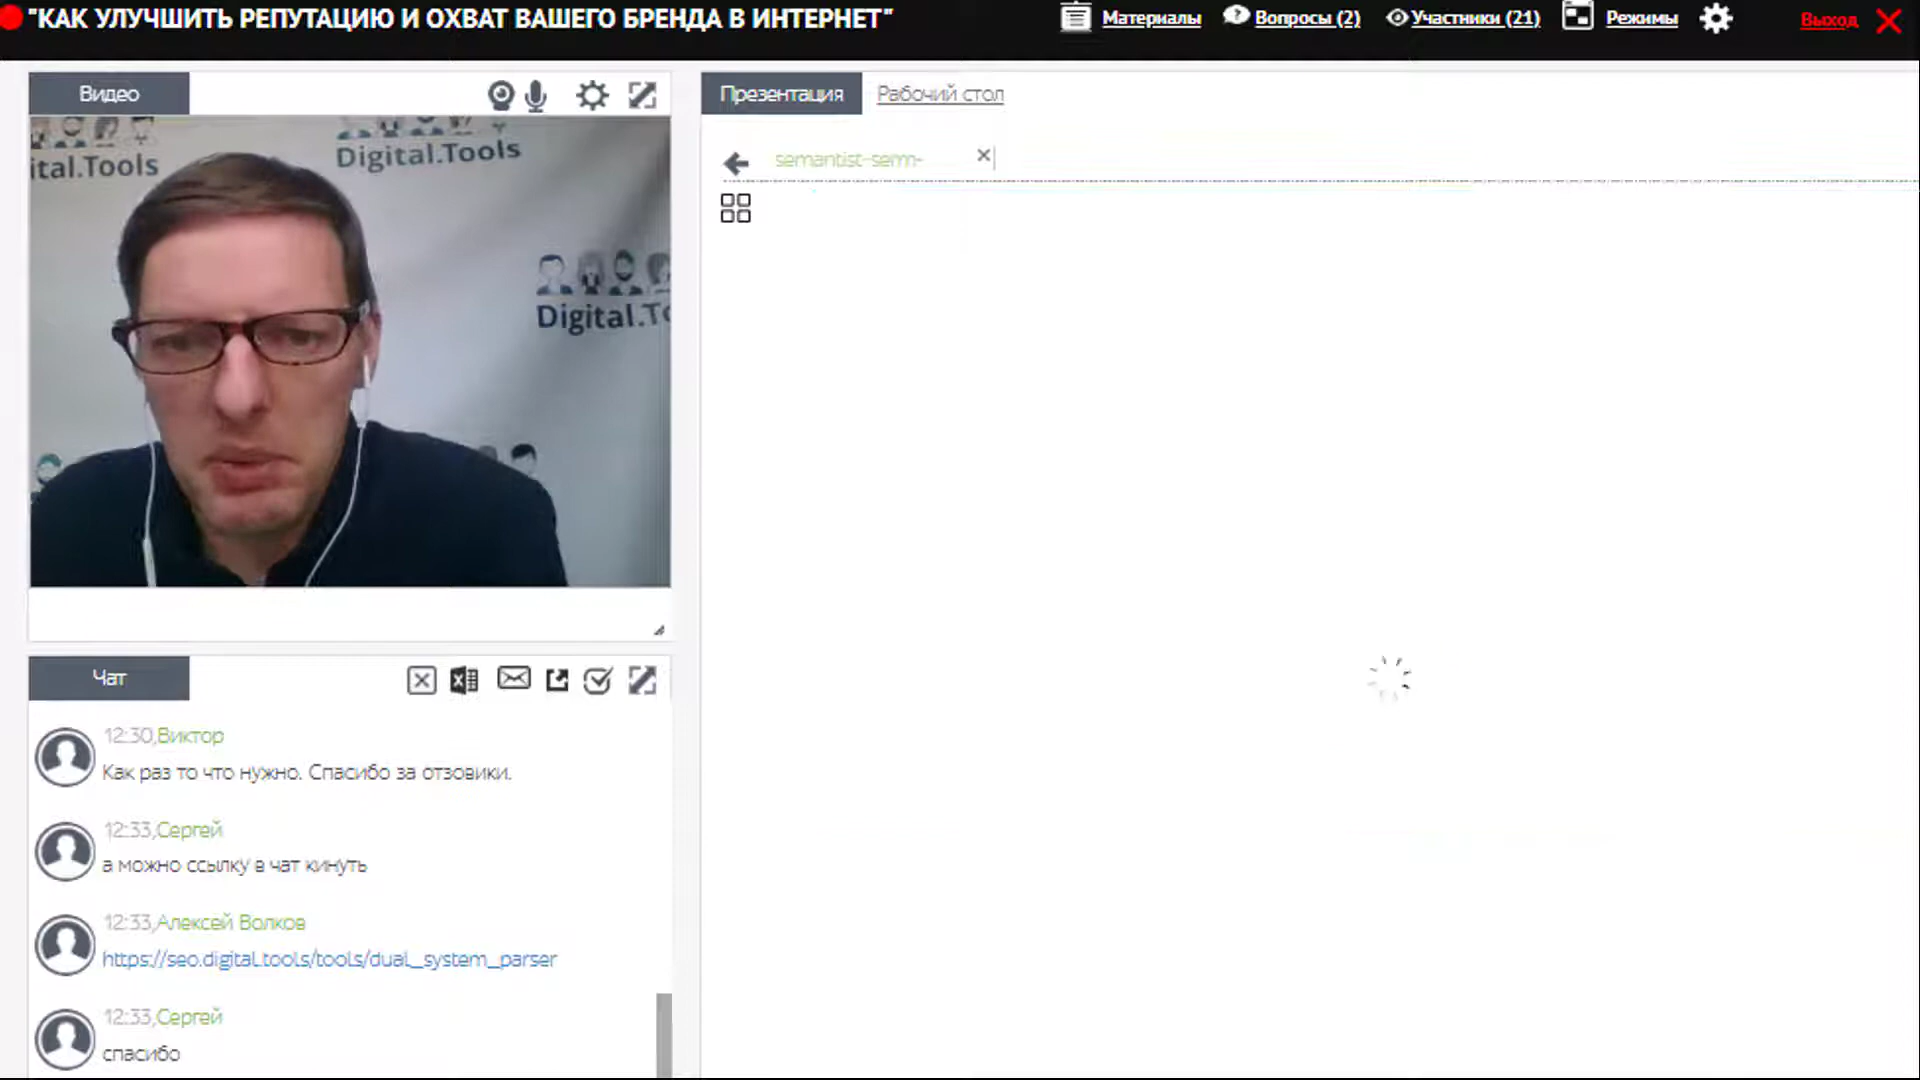 "КАК УЛУЧШИТЬ РЕПУТАЦИЮ И ОХВАТ ВАШЕГО БРЕНДА В ИНТЕРНЕТ"
Материалы
Вопросы (2)
Участники (21)
Режимы
Выход
Видео
ital.Tools
Digital.Tools
Digital.To
Презентация
Рабочий стол
semantist-serm-
Чат
12:30,Виктор
Как раз то что нужно. Спасибо за отзовики.
12:33,Сергей
а можно ссылку в чат кинуть
12:33,Алексей Волков
https://seo.digital.tools/tools/dual_system_parser
12:33,Сергей
спасибо